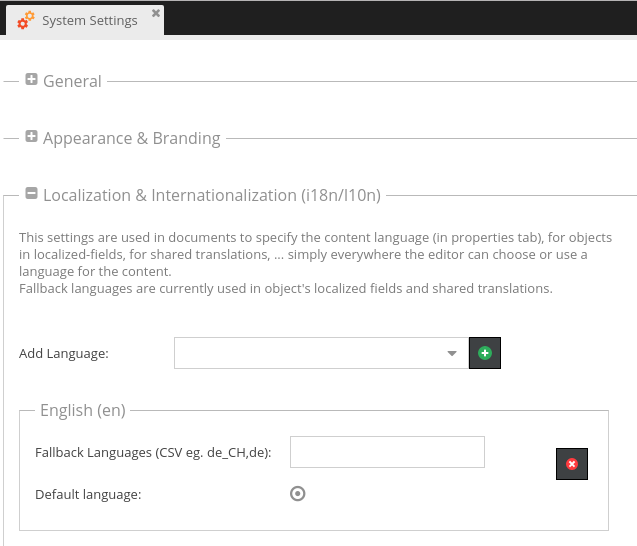 System Settings
General
Appearance & Branding
Localization & Internationalization (i18n/l10n)
This settings are used in documents to specify the content language (in properties tab), for objects
in localized-fields, for shared translations, ... simply everywhere the editor can choose or use a
language for the content.
Fallback languages are currently used in object's localized fields and shared translations.
Add Language:
English (en)
Fallback Languages (CSV eg. de_CH,de):
Default language: